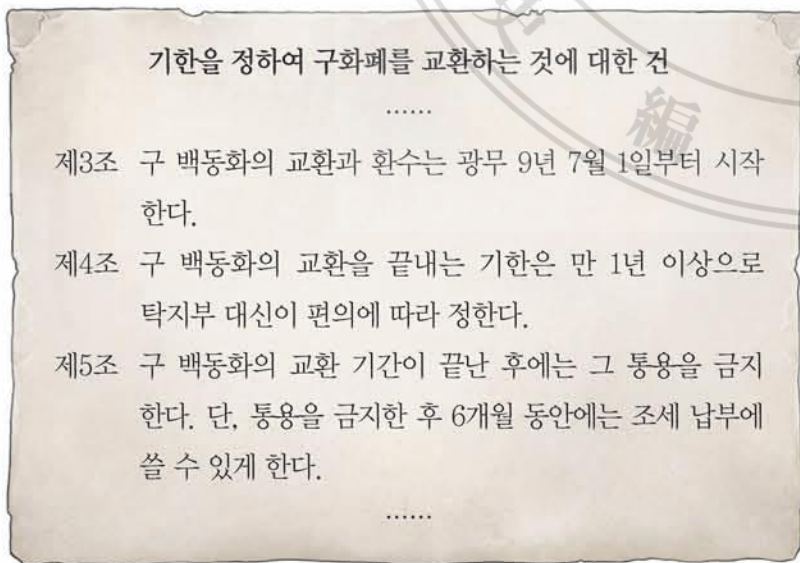 기한을 정하여 구화폐를 교환하는 것에 대한 건
……
제3조 구 백동화의 교환과 환수는 광무 9년 7월 1일부터 시작
한다.
제4조 구 백동화의 교환을 끝내는 기한은 만 1년 이상으로
탁지부 대신이 편의에 따라 정한다.
제5조 구 백동화의 교환 기간이 끝난 후에는 그 통용을 금지
한다. 단, 통용을 금지한 후 6개월 동안에는 조세 납부에
쓸 수 있게 한다.
……
編